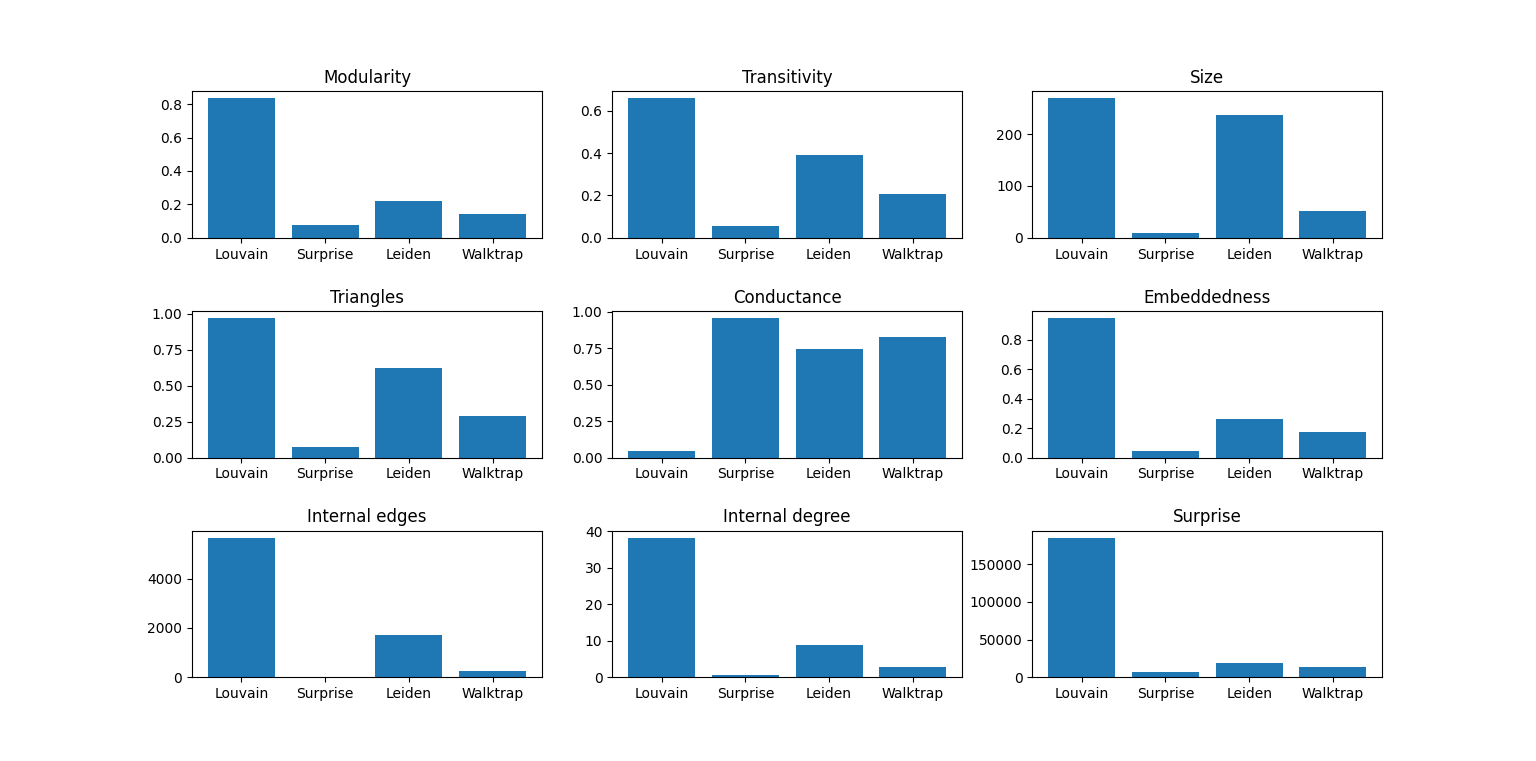 Modularity
0.8
0.6
0.4
0.2
0.0
Louvain Surprise Leiden Walktrap
Transitivity
0.6
0.4
0.2
0.0
Louvain Surprise Leiden Walktrap
Size
200
100
0
Louvain Surprise Leiden Walktrap
Triangles
1.00
0.75
0.50
0.25
0.00
Louvain Surprise Leiden Walktrap
Conductance
1.00
0.75
0.50
0.25
0.00
Louvain Surprise Leiden Walktrap
Embeddedness
0.8
0.6
0.4
0.2
0.0
Louvain Surprise Leiden Walktrap
Internal edges
4000
2000
0
Louvain Surprise Leiden Walktrap
Internal degree
40
30
20
10
0
Louvain Surprise Leiden Walktrap
Surprise
150000
100000
50000
0
Louvain Surprise Leiden Walktrap